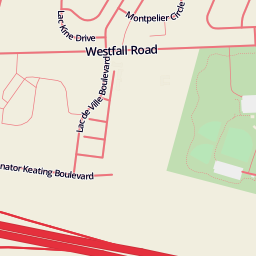 Lac Kine Drive
Montpelier Circle
Westfall Road
Lac de Ville Boulevard
nator Keating Boulevard